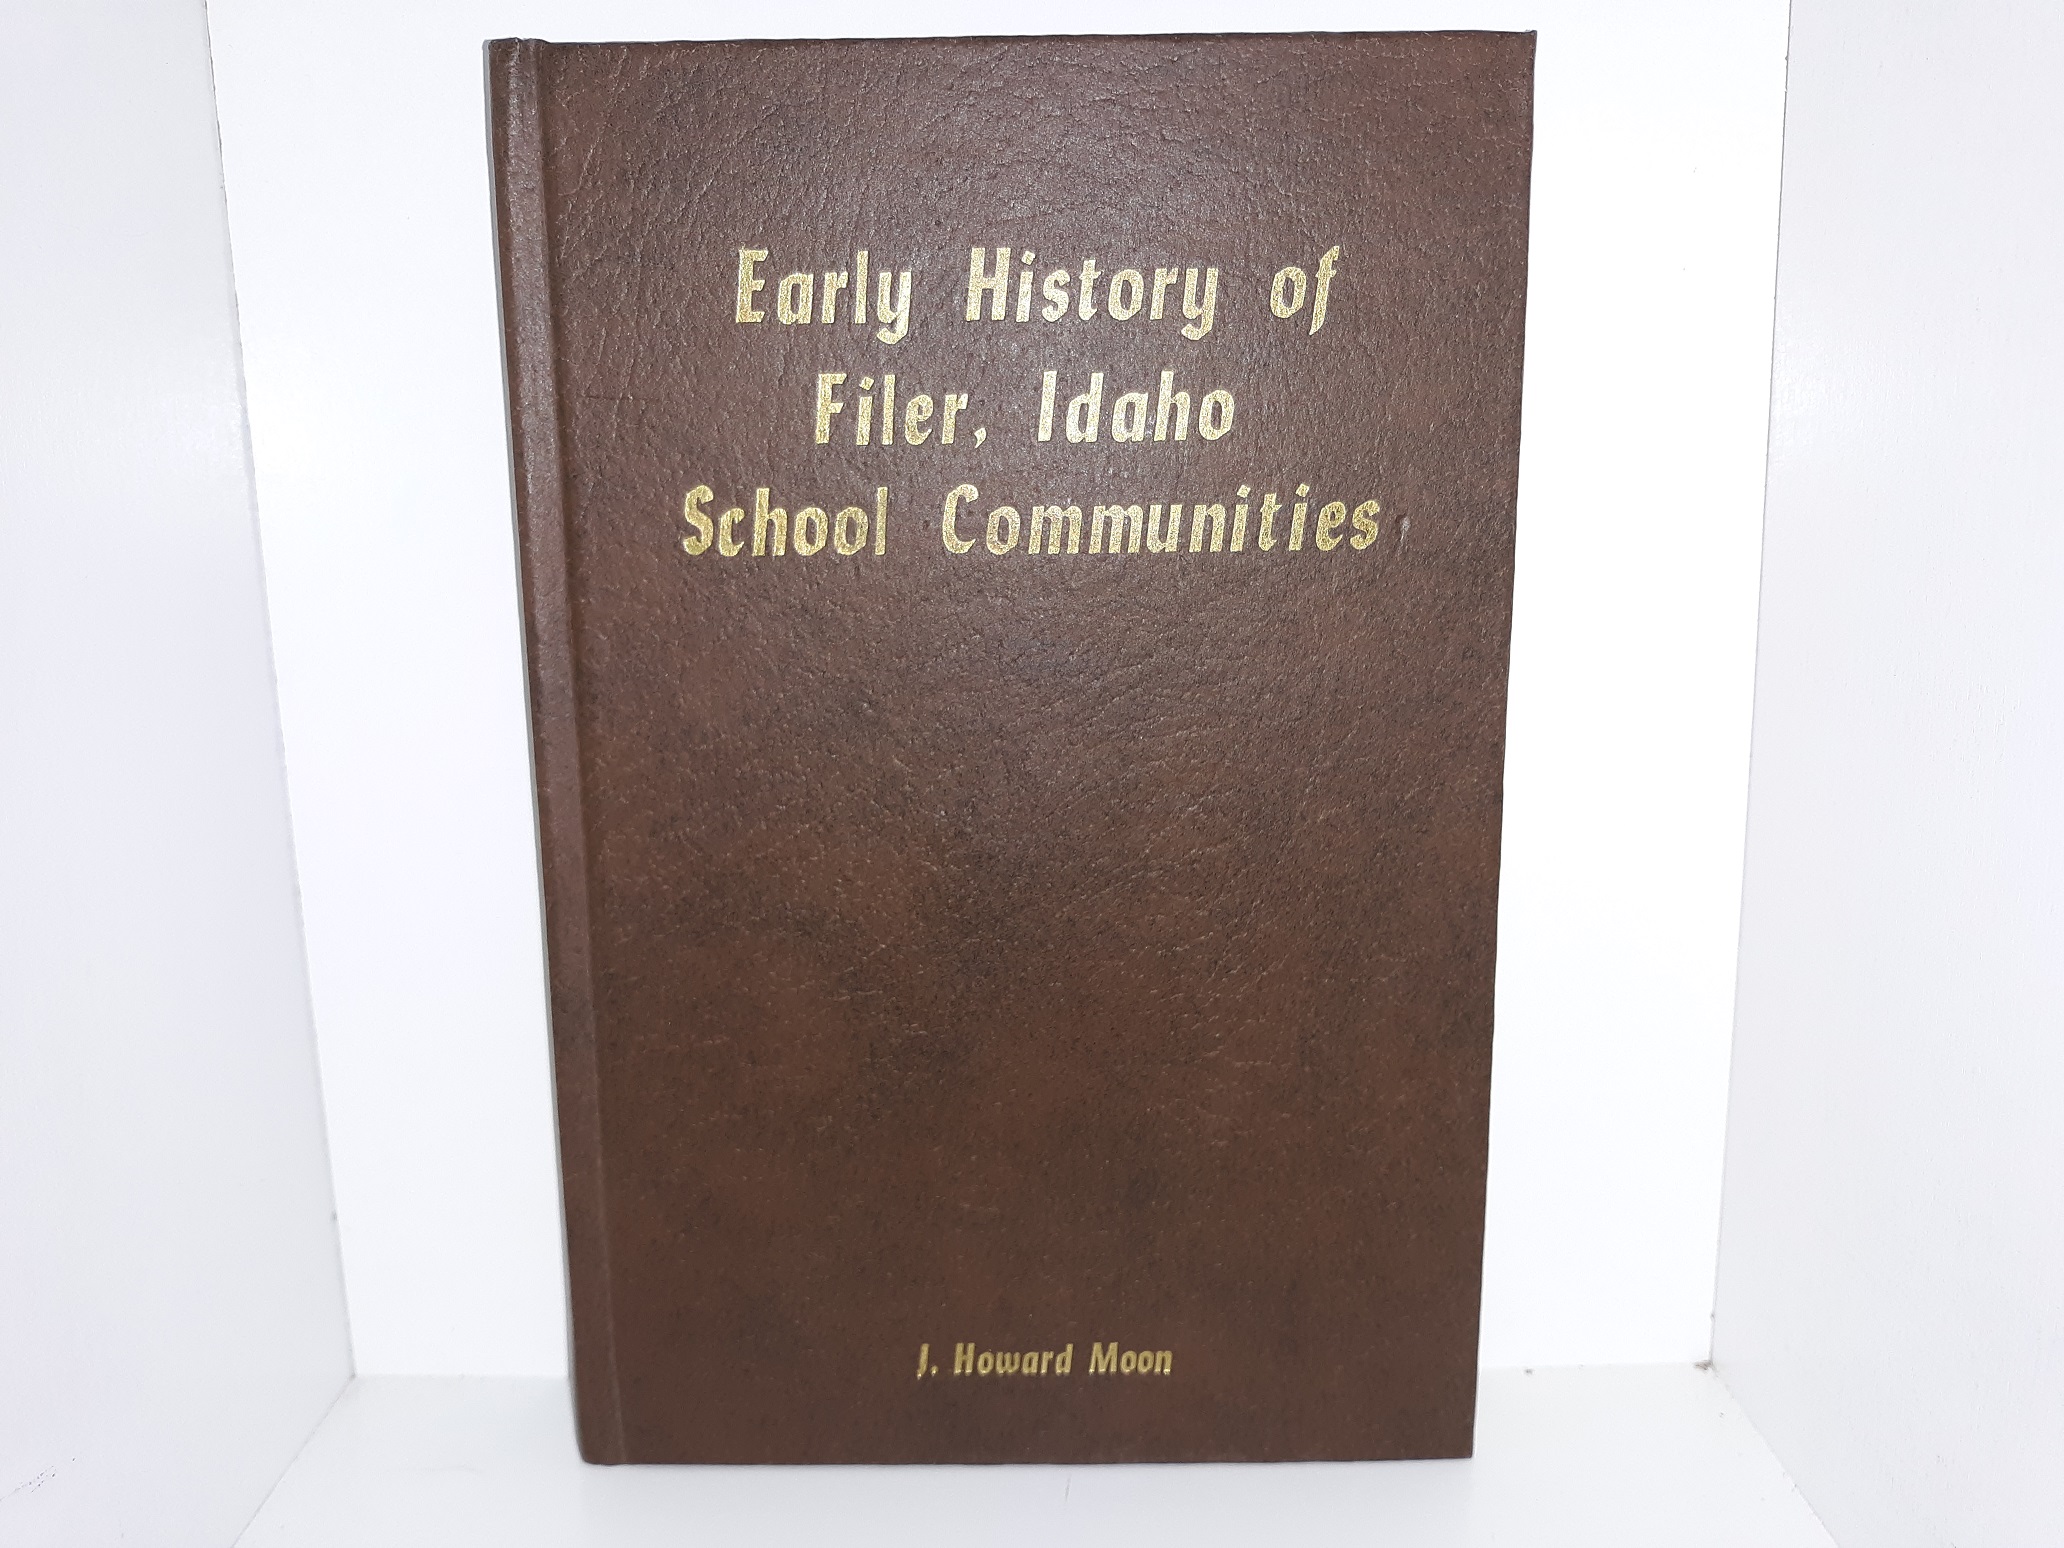 Early History of
Filer, Idaho
School Communities
J. Howard Moon